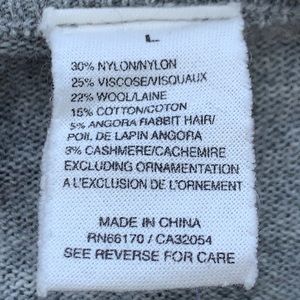 L
30% NYLON/NYLON
25% VISCOSE/VISQUAUX
22% WOOL/LAINE
15% COTTON/COTON
5% ANGORA RABBIT HAIR/
POIL DE LAPIN ANGORA
3% CASHMERE/CACHEMIRE
EXCLUDING ORNAMENTATION
A L'EXCLUSION DE L'ORNEMENT
MADE IN CHINA
RN66170 / CA32054
SEE REVERSE FOR CARE